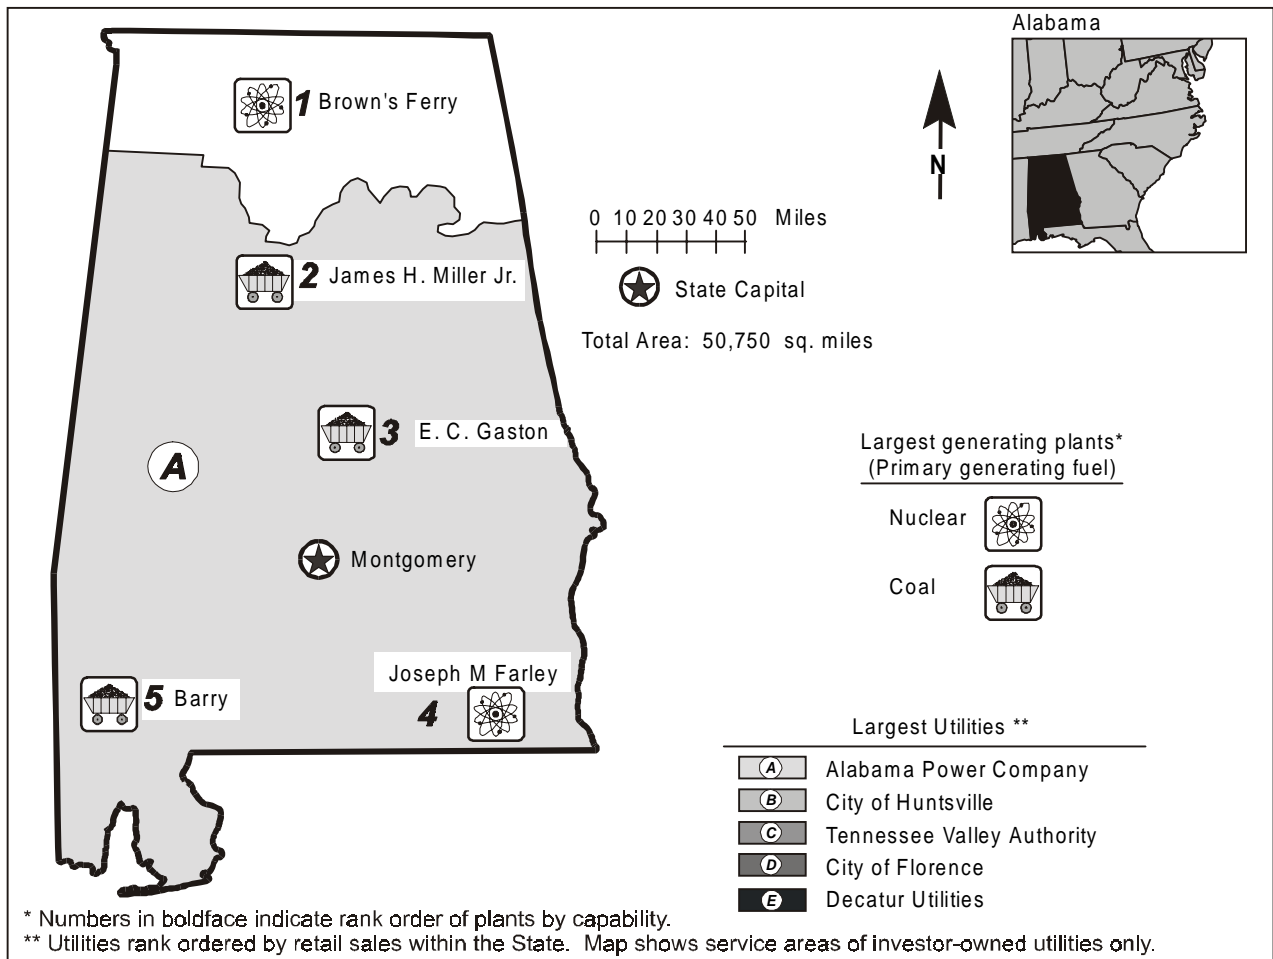 Alabama
1 Brown's Ferry
N
0 10 20 30 40 50 Miles
2 James H. Miller Jr.
State Capital
Total Area: 50,750 sq. miles
3 E. C. Gaston
A
Largest generating plants*
(Primary generating fuel)
Nuclear
Montgomery
Coal
Joseph M Farley
5 Barry
4
Largest Utilities **
A Alabama Power Company
B City of Huntsville
C Tennessee Valley Authority
D City of Florence
E Decatur Utilities
* Numbers in boldface indicate rank order of plants by capability.
** Utilities rank ordered by retail sales within the State. Map shows service areas of investor-owned utilities only.